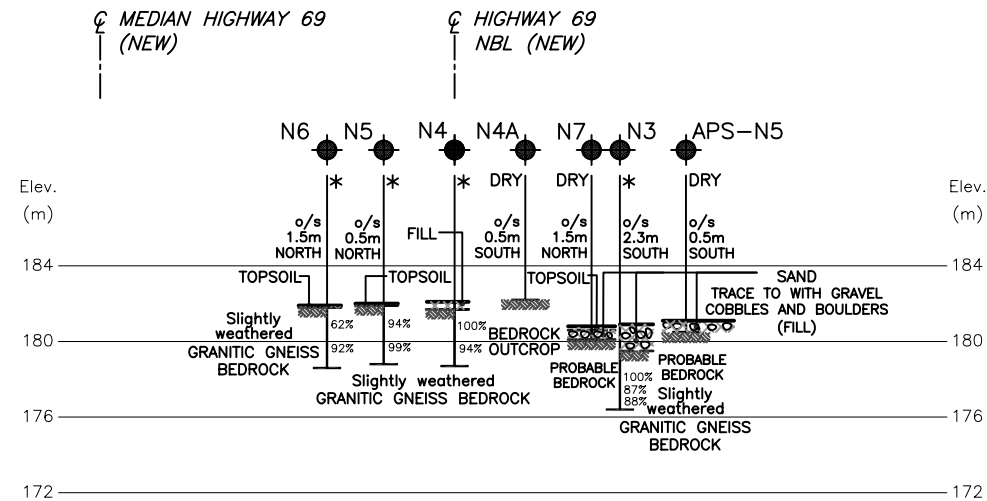 ℄ MEDIAN HIGHWAY 69
(NEW)
℄ HIGHWAY 69
NBL (NEW)
N6 N5 N4 N4A N7 N3 APS-N5
* * * DRY DRY * DRY
Elev.
(m)
Elev.
(m)
o/s
1.5m
NORTH
o/s
0.5m
NORTH
FILL
o/s
0.5m
SOUTH
o/s
1.5m
NORTH
o/s
2.3m
SOUTH
o/s
0.5m
SOUTH
184 184
TOPSOIL TOPSOIL TOPSOIL
SAND
TRACE TO WITH GRAVEL
COBBLES AND BOULDERS
(FILL)
Slightly
weathered
GRANITIC GNEISS
BEDROCK
62%
92%
94%
99%
100%
94%
BEDROCK
OUTCROP
180 180
PROBABLE
BEDROCK
PROBABLE
BEDROCK
Slightly weathered
GRANITIC GNEISS BEDROCK
100%
87%
88%
Slightly
weathered
GRANITIC GNEISS
BEDROCK
176 176
172 172